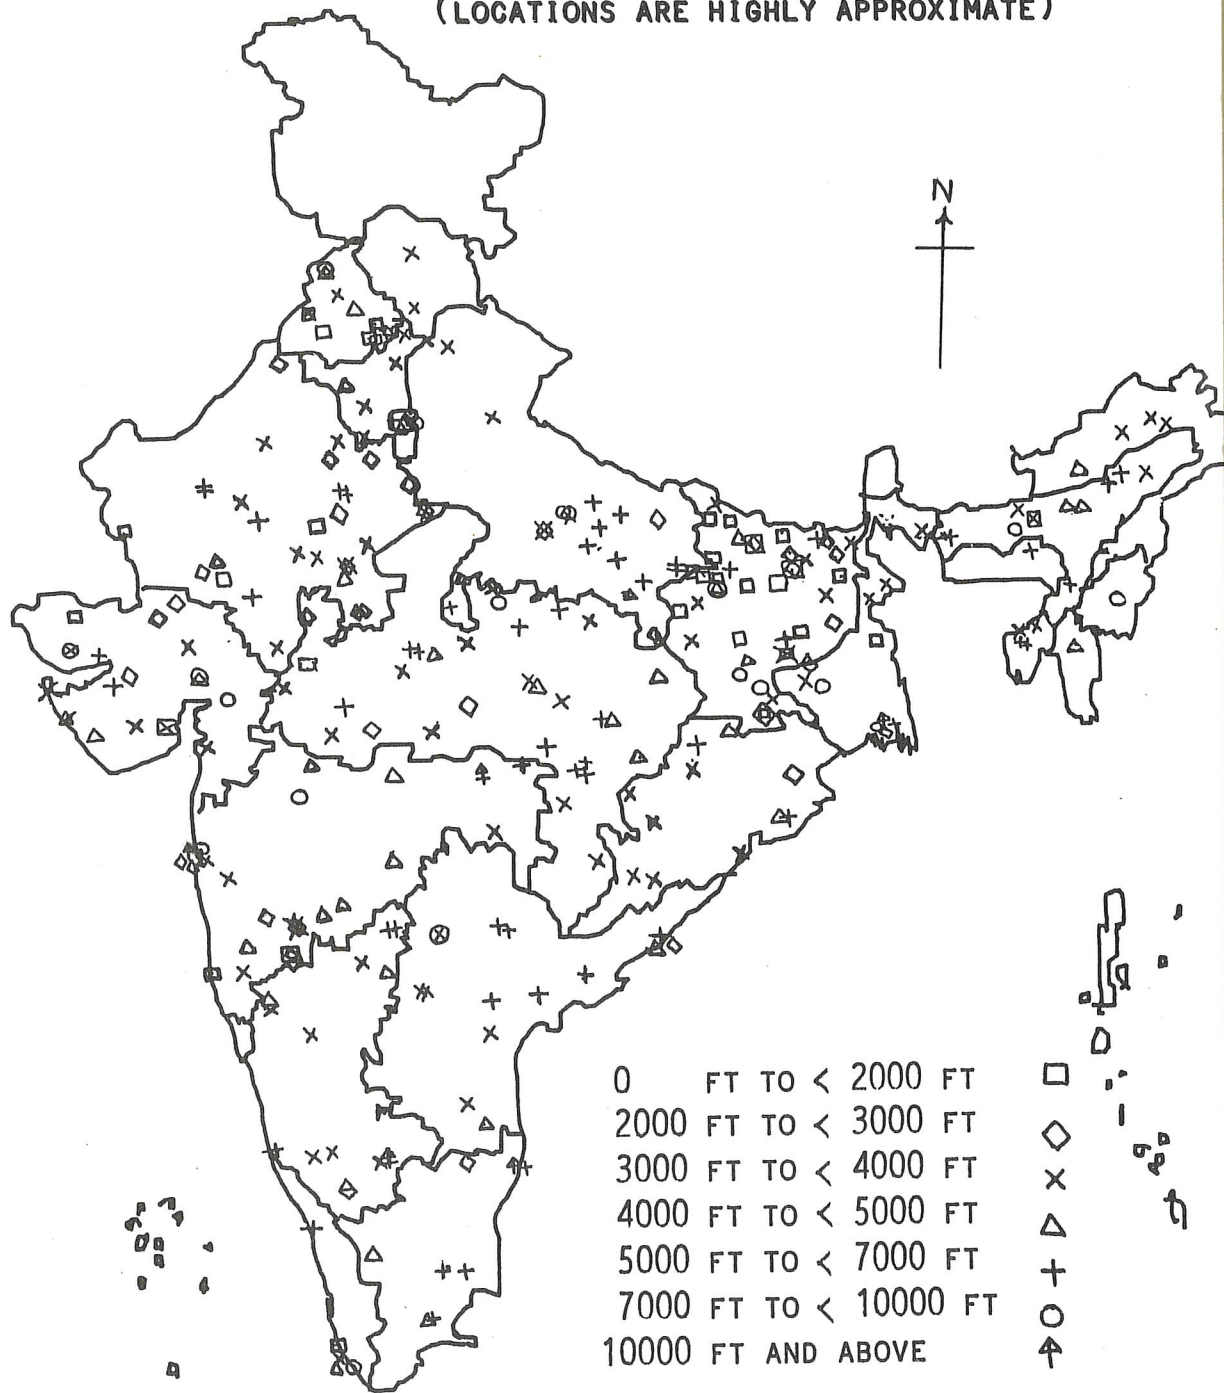 (LOCATIONS ARE HIGHLY APPROXIMATE)
N
0 FT TO < 2000 FT
2000 FT TO < 3000 FT
3000 FT TO < 4000 FT
4000 FT TO < 5000 FT
5000 FT TO < 7000 FT
7000 FT TO < 10000 FT
10000 FT AND ABOVE